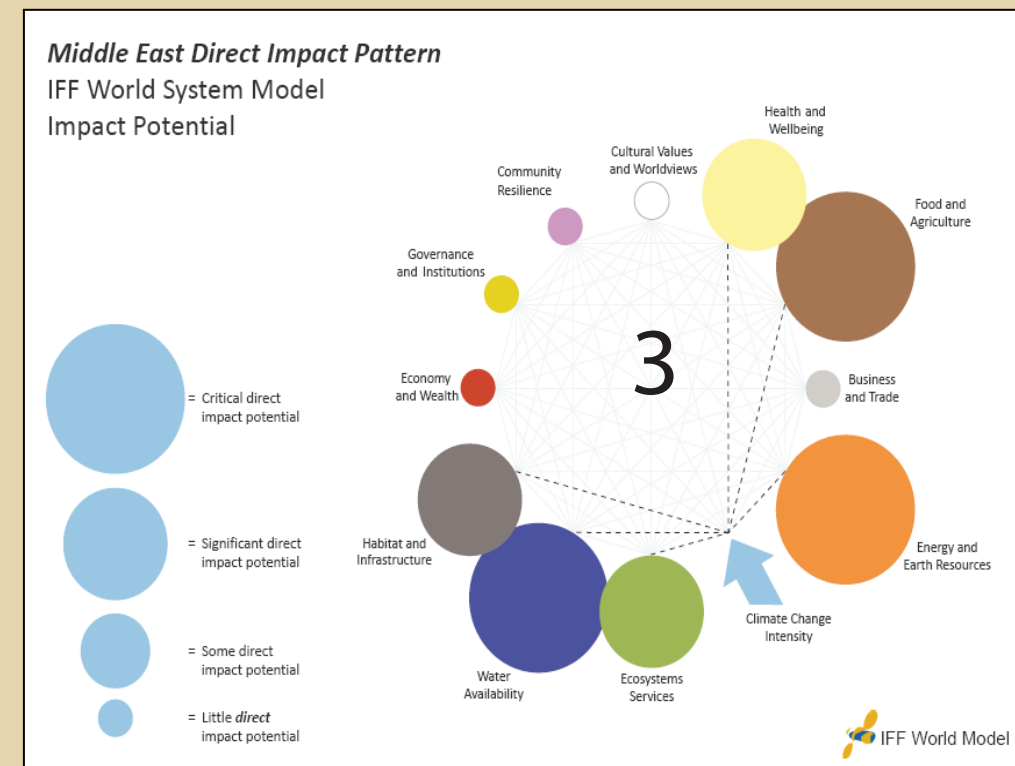 Middle East Direct Impact Pattern
IFF World System Model
Impact Potential
Health and
Wellbeing
Cultural Values
and Worldviews
Community
Resilience
Food and
Agriculture
Governance
and Institutions
3
Economy
and Wealth
Business
and Trade
= Critical direct
impact potential
= Significant direct
impact potential
Habitat and
Infrastructure
Energy and
Earth Resources
Climate Change
Intensity
= Some direct
impact potential
Water
Availability
Ecosystems
Services
= Little direct
impact potential
IFF World Model